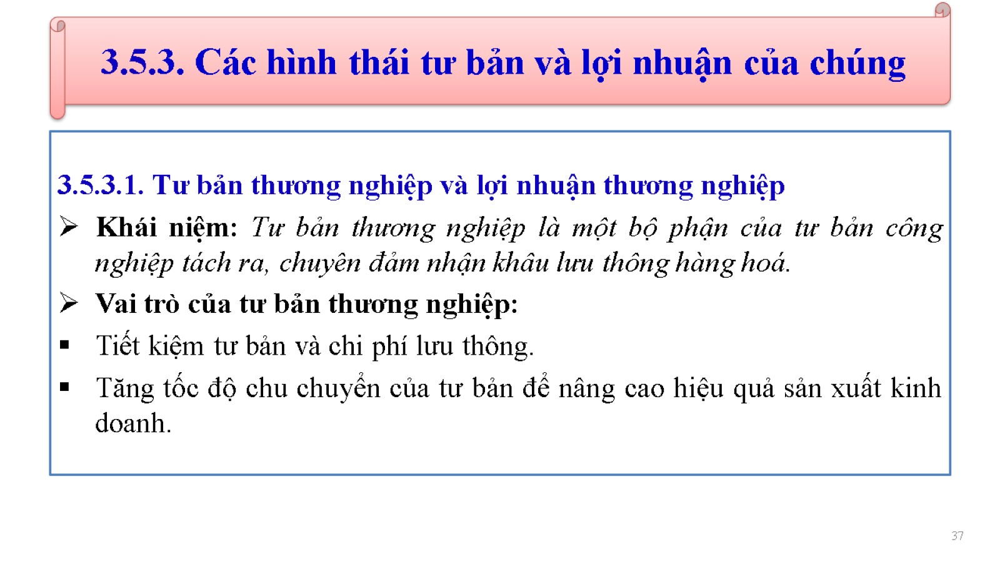 3.5.3. Các hình thái tư bản và lợi nhuận của chúng
3.5.3.1. Tư bản thương nghiệp và lợi nhuận thương nghiệp
➢ Khái niệm: Tư bản thương nghiệp là một bộ phận của tư bản công
nghiệp tách ra, chuyên đảm nhận khâu lưu thông hàng hoá.
➢ Vai trò của tư bản thương nghiệp:
▪ Tiết kiệm tư bản và chi phí lưu thông.
▪ Tăng tốc độ chu chuyển của tư bản để nâng cao hiệu quả sản xuất kinh
doanh.
37